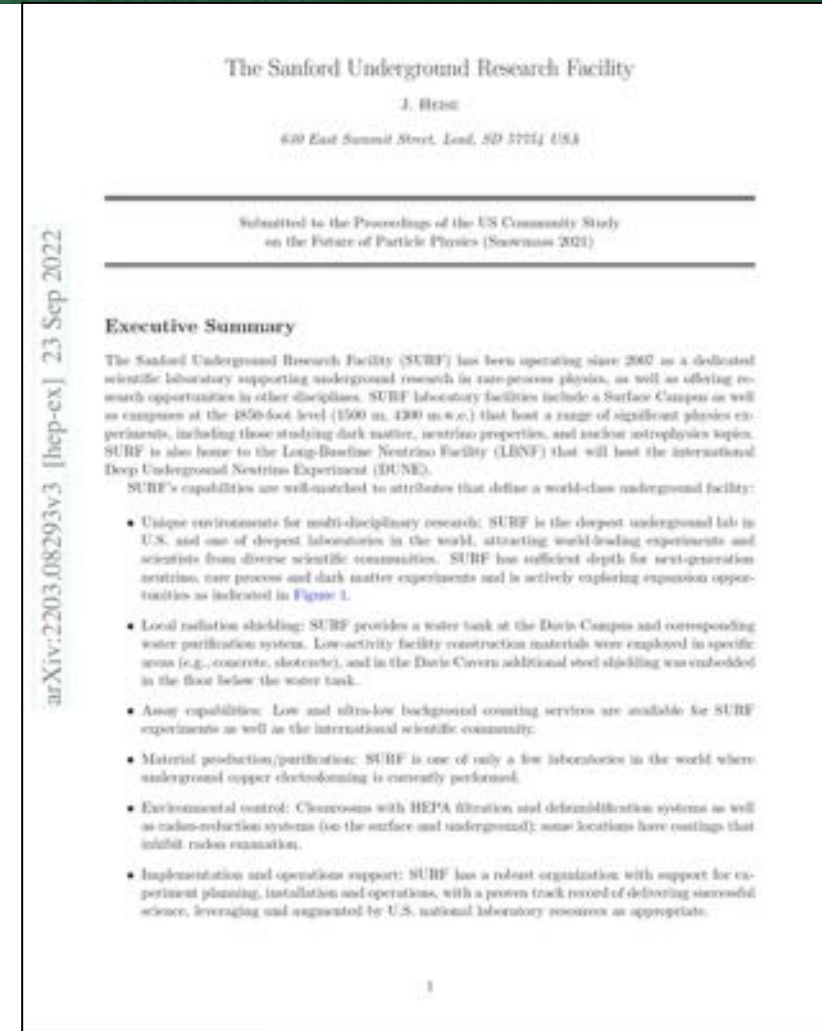 The Sanford Underground Research Facility
J. Heise
630 East Summit Street, Lead, SD 57754 USA
Submitted to the Proceedings of the US Community Study
on the Future of Particle Physics (Snowmass 2021)
arXiv:2203.08293v3 [hep-ex] 23 Sep 2022
Executive Summary
The Sanford Underground Research Facility (SURF) has been operating since 2007 as a dedicated
scientific laboratory supporting underground research in rare-process physics, as well as offering re-
search opportunities in other disciplines. SURF laboratory facilities include a Surface Campus as well
as campuses at the 4850-foot level (1500 m, 4300 m.w.e.) that host a range of significant physics ex-
periments, including those studying dark matter, neutrino properties, and nuclear astrophysics topics.
SURF is also home to the Long-Baseline Neutrino Facility (LBNF) that will host the international
Deep Underground Neutrino Experiment (DUNE).
SURF's capabilities are well-matched to attributes that define a world-class underground facility:
• Unique environments for multi-disciplinary research: SURF is the deepest underground lab in
U.S. and one of deepest laboratories in the world, attracting world-leading experiments and
scientists from diverse scientific communities. SURF has sufficient depth for next-generation
neutrino, rare process and dark matter experiments and is actively exploring expansion oppor-
tunities as indicated in Figure 1.
• Local radiation shielding: SURF provides a water tank at the Davis Campus and corresponding
water purification system. Low-activity facility construction materials were employed in specific
areas (e.g., concrete, shotcrete), and in the Davis Cavern additional steel shielding was embedded
in the floor below the water tank.
• Assay capabilities: Low and ultra-low background counting services are available for SURF
experiments as well as the international scientific community.
• Material production/purification: SURF is one of only a few laboratories in the world where
underground copper electroforming is currently performed.
• Environmental control: Cleanrooms with HEPA filtration and dehumidification systems as well
as radon-reduction systems (on the surface and underground); some locations have coatings that
inhibit radon emanation.
• Implementation and operations support: SURF has a robust organization with support for ex-
periment planning, installation and operations, with a proven track record of delivering successful
science, leveraging and augmented by U.S. national laboratory resources as appropriate.
1